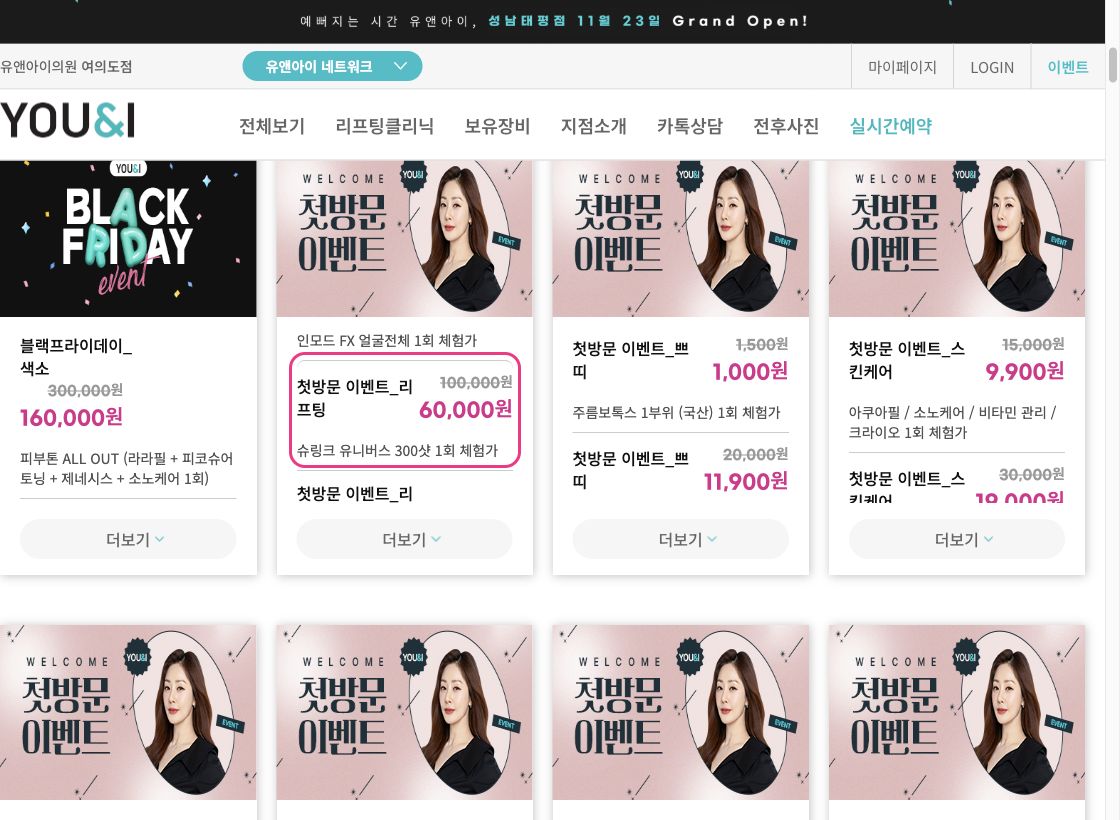 예뻐지는 시간 유앤아이, 성남태평점 11월 23일 Grand Open!
유앤아이의원 여의도점
유앤아이 네트워크
마이페이지
LOGIN
이벤트
YOU&I
전체보기
리프팅클리닉
보유장비
지점소개
카톡상담
전후사진
실시간예약
YOU&I
BLACK
FRIDAY
event
블랙프라이데이_
색소
300,000원
160,000원
피부톤 ALL OUT (라라필 + 피코슈어
토닝 + 제네시스 + 소노케어 1회)
더보기
WELCOME
YOU&I
첫방문
이벤트
EVENT
인모드 FX 얼굴전체 1회 체험가
첫방문 이벤트_리
프팅
100,000원
60,000원
슈링크 유니버스 300샷 1회 체험가
첫방문 이벤트_리
더보기
WELCOME
YOU&I
첫방문
이벤트
EVENT
첫방문 이벤트_쁘
띠
1,500원
1,000원
주름보톡스 1부위 (국산) 1회 체험가
첫방문 이벤트_쁘
띠
20,000원
11,900원
더보기
WELCOME
YOU&I
첫방문
이벤트
EVENT
첫방문 이벤트_스
킨케어
15,000원
9,900원
아쿠아필 / 소노케어 / 비타민 관리 /
크라이오 1회 체험가
첫방문 이벤트_스
킨케어
30,000원
19,000원
더보기
WELCOME
YOU&I
첫방문
이벤트
EVENT
WELCOME
YOU&I
첫방문
이벤트
EVENT
WELCOME
YOU&I
첫방문
이벤트
EVENT
WELCOME
YOU&I
첫방문
이벤트
EVENT